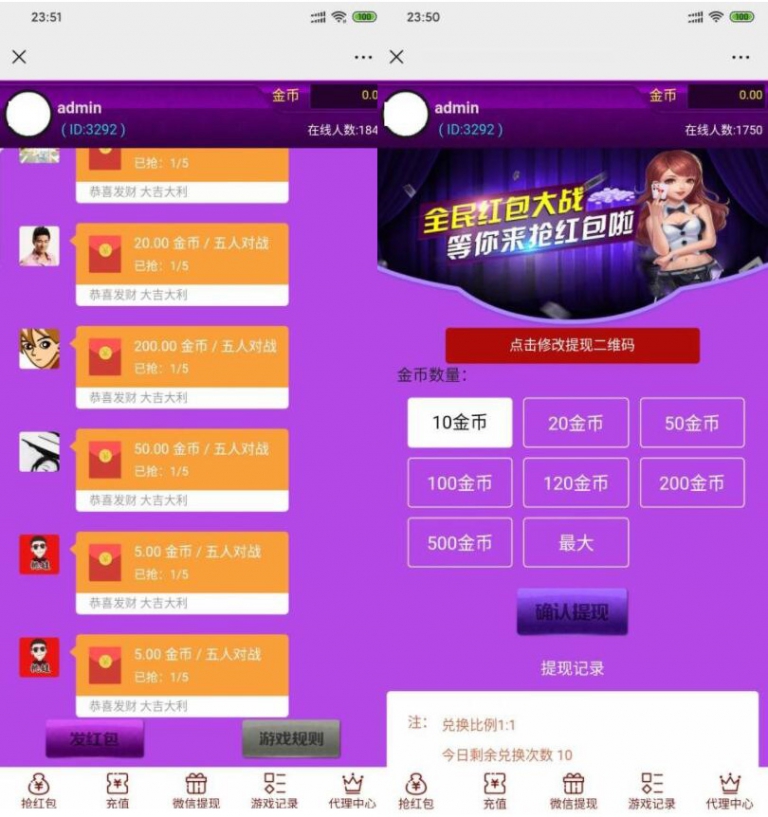 23:51
100
admin
(ID:3292)
金币
0.0
在线人数:184
已抢: 1/5
恭喜发财 大吉大利
20.00 金币 / 五人对战
已抢: 1/5
恭喜发财 大吉大利
200.00 金币 / 五人对战
已抢: 1/5
恭喜发财 大吉大利
50.00 金币 / 五人对战
已抢: 1/5
恭喜发财 大吉大利
5.00 金币 / 五人对战
已抢: 1/5
恭喜发财 大吉大利
5.00 金币 / 五人对战
已抢: 1/5
恭喜发财 大吉大利
发红包 游戏规则
抢红包 充值 微信提现 游戏记录 代理中心
23:50
100
admin
(ID:3292)
金币
0.00
在线人数:1750
全民红包大战
等你来抢红包啦
点击修改提现二维码
金币数量:
10金币 20金币 50金币
100金币 120金币 200金币
500金币 最大
确认提现
提现记录
注: 兑换比例1:1
今日剩余兑换次数 10
抢红包 充值 微信提现 游戏记录 代理中心